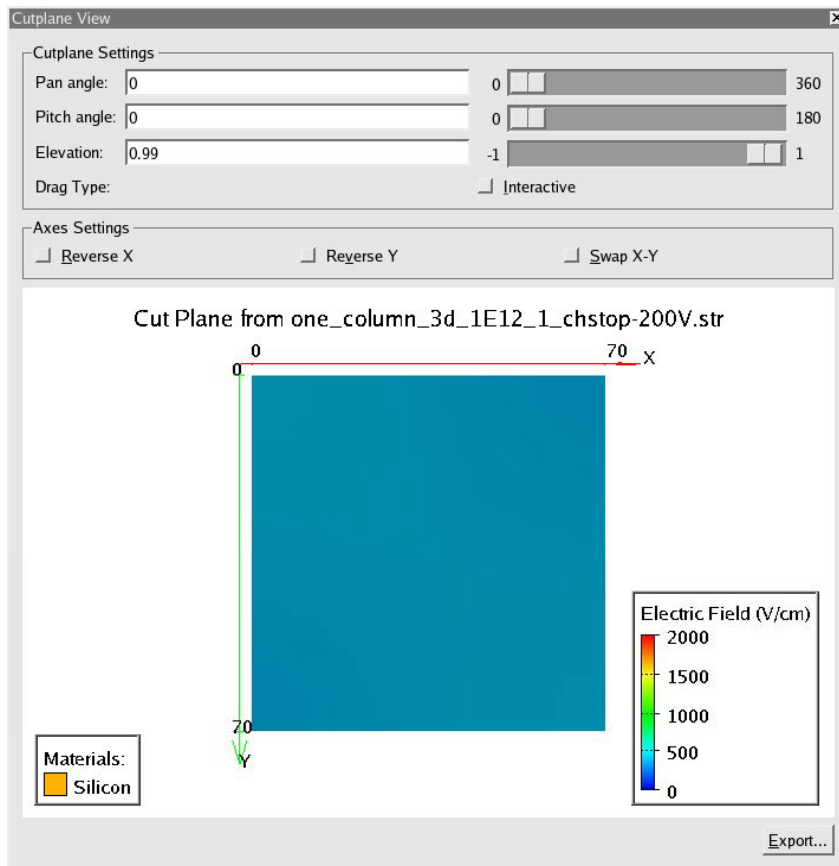 Cutplane View
Cutplane Settings
Pan angle: 0 0 360
Pitch angle: 0 0 180
Elevation: 0.99 -1 1
Drag Type: Interactive
Axes Settings
Reverse X Reverse Y Swap X-Y
Cut Plane from one_column_3d_1E12_1_chstop-200V.str
0 70 X
0
Electric Field (V/cm)
2000
1500
1000
500
0
70
Y
Materials:
Silicon
Export...